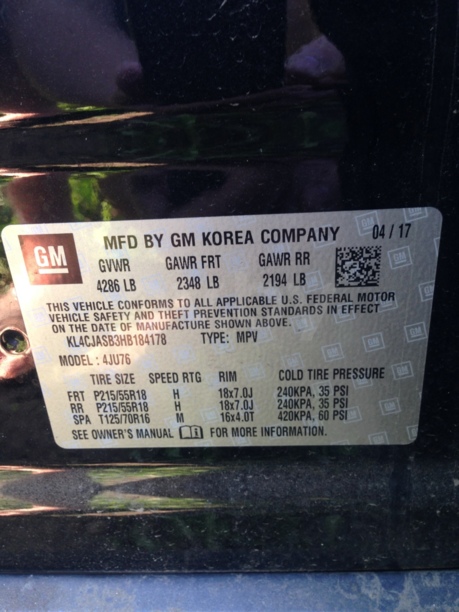 GM MFD BY GM KOREA COMPANY 04 / 17
GVWR GAWR FRT GAWR RR
4286 LB 2348 LB 2194 LB
THIS VEHICLE CONFORMS TO ALL APPLICABLE U.S. FEDERAL MOTOR
VEHICLE SAFETY AND THEFT PREVENTION STANDARDS IN EFFECT
ON THE DATE OF MANUFACTURE SHOWN ABOVE.
KL4CJASB3HB184178 TYPE: MPV
MODEL : 4JU76
TIRE SIZE SPEED RTG RIM COLD TIRE PRESSURE
FRT P215/55R18 H 18x7.0J 240KPA, 35 PSI
RR P215/55R18 H 18x7.0J 240KPA, 35 PSI
SPA T125/70R16 M 16x4.0T 420KPA, 60 PSI
SEE OWNER'S MANUAL FOR MORE INFORMATION.